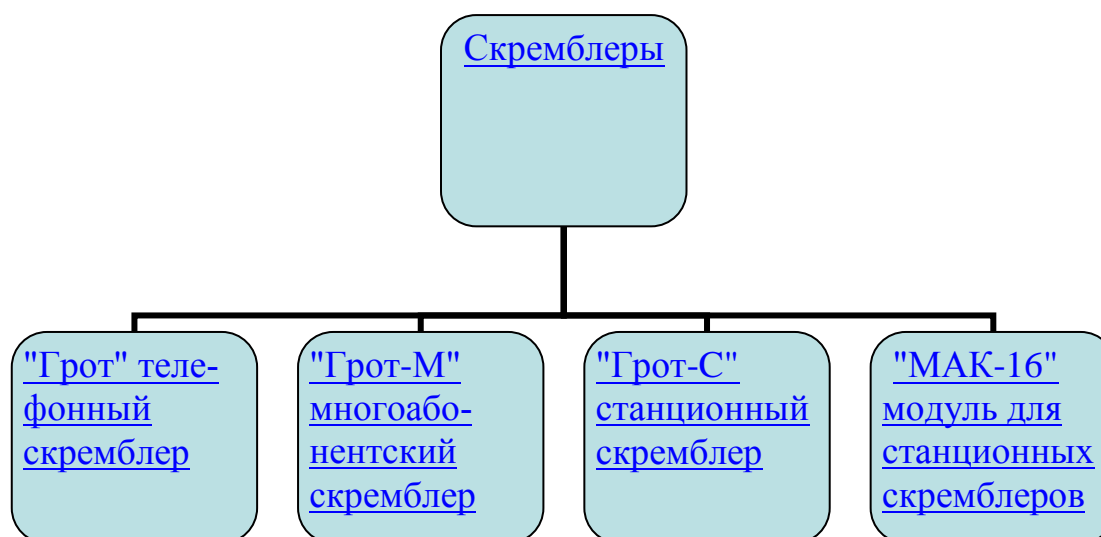 Скремблеры
"Грот" теле-
фонный
скремблер
"Грот-М"
многоабо-
нентский
скремблер
"Грот-С"
станционный
скремблер
"МАК-16"
модуль для
станционных
скремблеров